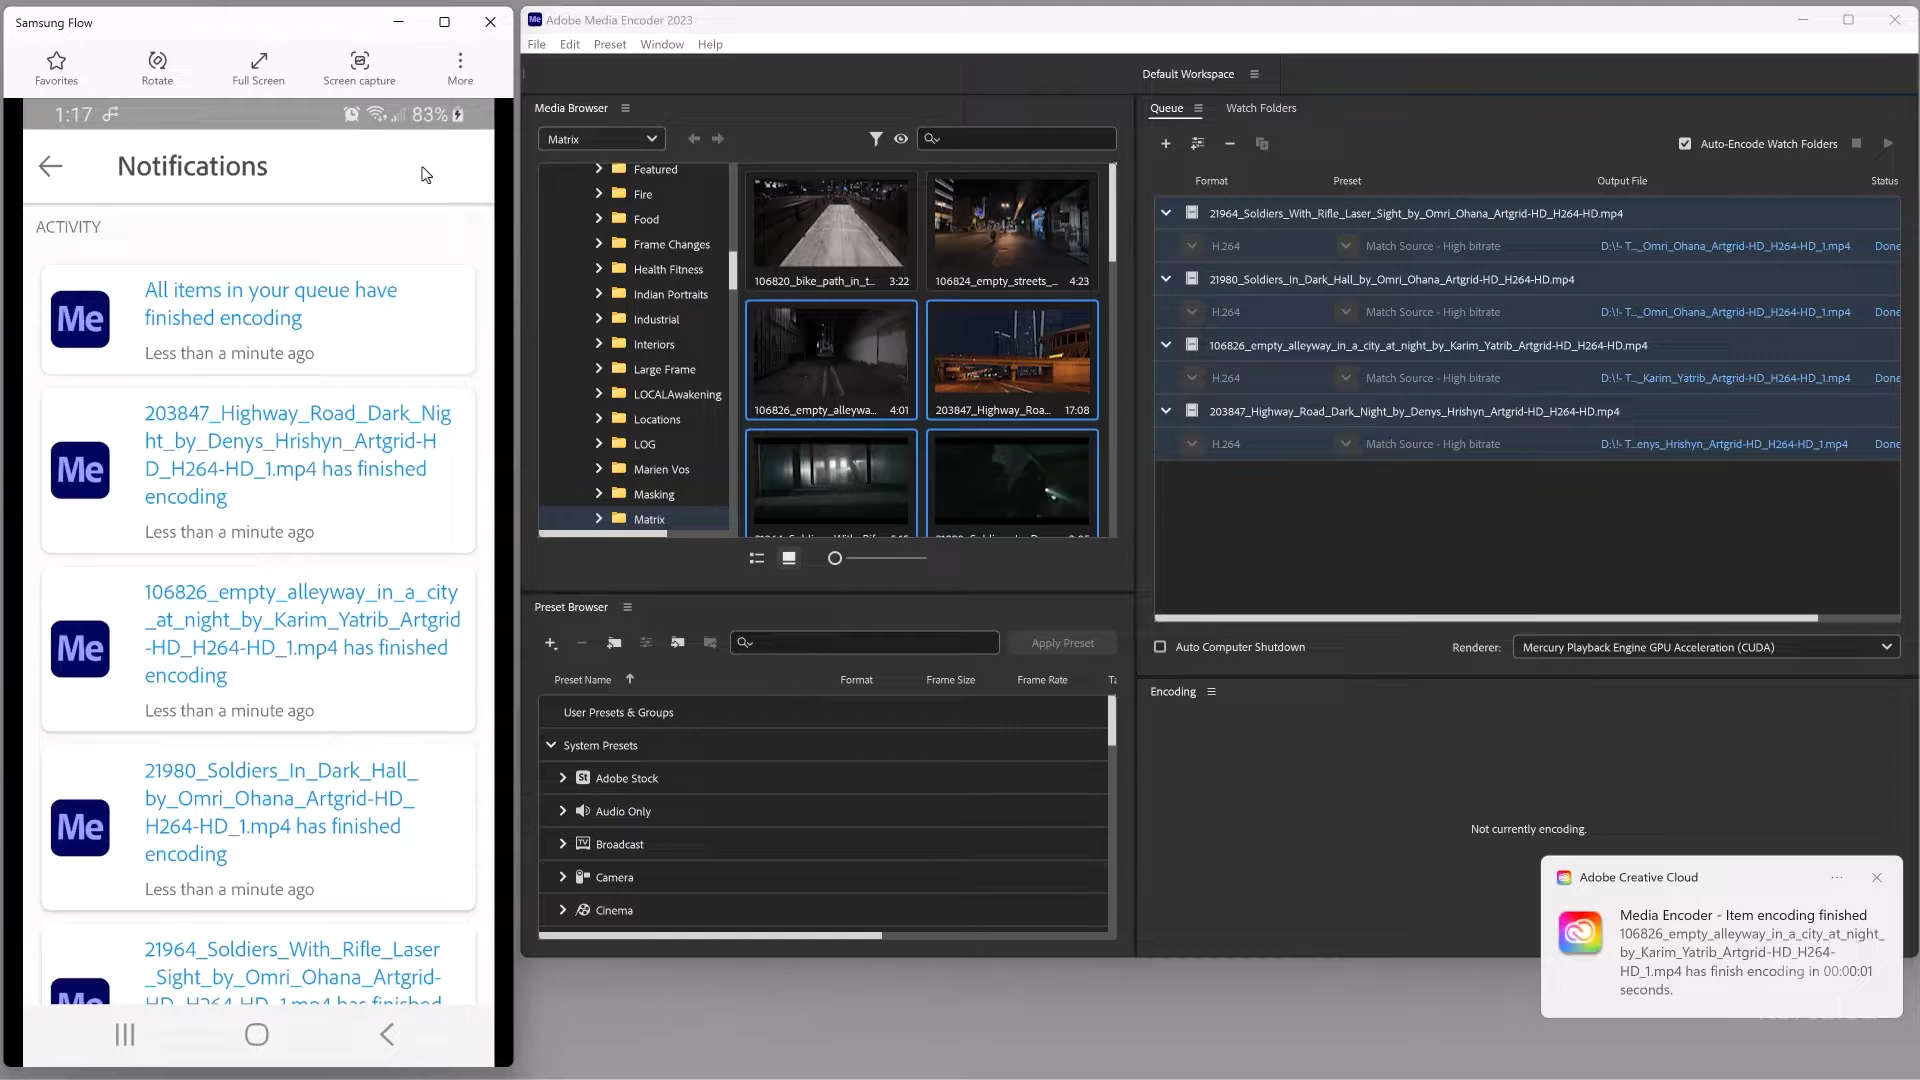 Samsung Flow
Favorites
Rotate
Full Screen
Screen capture
More
1:17
83%
Notifications
ACTIVITY
Me
All items in your queue have
finished encoding
Less than a minute ago
Me
203847_Highway_Road_Dark_Nig
ht_by_Denys_Hrishyn_Artgrid-H
D_H264-HD_1.mp4 has finished
encoding
Less than a minute ago
Me
106826_empty_alleyway_in_a_city
_at_night_by_Karim_Yatrib_Artgrid
-HD_H264-HD_1.mp4 has finished
encoding
Less than a minute ago
Me
21980_Soldiers_In_Dark_Hall_
by_Omri_Ohana_Artgrid-HD_
H264-HD_1.mp4 has finished
encoding
Less than a minute ago
Me
21964_Soldiers_With_Rifle_Laser
_Sight_by_Omri_Ohana_Artgrid-
HD_H264-HD_1.mp4 has finished
Me Adobe Media Encoder 2023
File Edit Preset Window Help
Default Workspace
Media Browser
Matrix
Featured
Fire
Food
Frame Changes
Health Fitness
Indian Portraits
Industrial
Interiors
Large Frame
LOCALAwakening
Locations
LOG
Marien Vos
Masking
Matrix
106820_bike_path_in_t... 3:22
106824_empty_streets_... 4:23
106826_empty_alleywa... 4:01
203847_Highway_Roa... 17:08
Preset Browser
Apply Preset
Preset Name Format Frame Size Frame Rate
User Presets & Groups
System Presets
St Adobe Stock
Audio Only
TV Broadcast
Camera
Cinema
Queue
Watch Folders
Auto-Encode Watch Folders
Format Preset Output File Status
21964_Soldiers_With_Rifle_Laser_Sight_by_Omri_Ohana_Artgrid-HD_H264-HD.mp4
H.264 Match Source - High bitrate D:\!- T..._Omri_Ohana_Artgrid-HD_H264-HD_1.mp4 Done
21980_Soldiers_In_Dark_Hall_by_Omri_Ohana_Artgrid-HD_H264-HD.mp4
H.264 Match Source - High bitrate D:\!- T..._Omri_Ohana_Artgrid-HD_H264-HD_1.mp4 Done
106826_empty_alleyway_in_a_city_at_night_by_Karim_Yatrib_Artgrid-HD_H264-HD.mp4
H.264 Match Source - High bitrate D:\!- T..._Karim_Yatrib_Artgrid-HD_H264-HD_1.mp4 Done
203847_Highway_Road_Dark_Night_by_Denys_Hrishyn_Artgrid-HD_H264-HD.mp4
H.264 Match Source - High bitrate D:\!- T...enys_Hrishyn_Artgrid-HD_H264-HD_1.mp4 Done
Auto Computer Shutdown
Renderer: Mercury Playback Engine GPU Acceleration (CUDA)
Encoding
Not currently encoding.
Adobe Creative Cloud
Media Encoder - Item encoding finished
106826_empty_alleyway_in_a_city_at_night_
by_Karim_Yatrib_Artgrid-HD_H264-
HD_1.mp4 has finish encoding in 00:00:01
seconds.